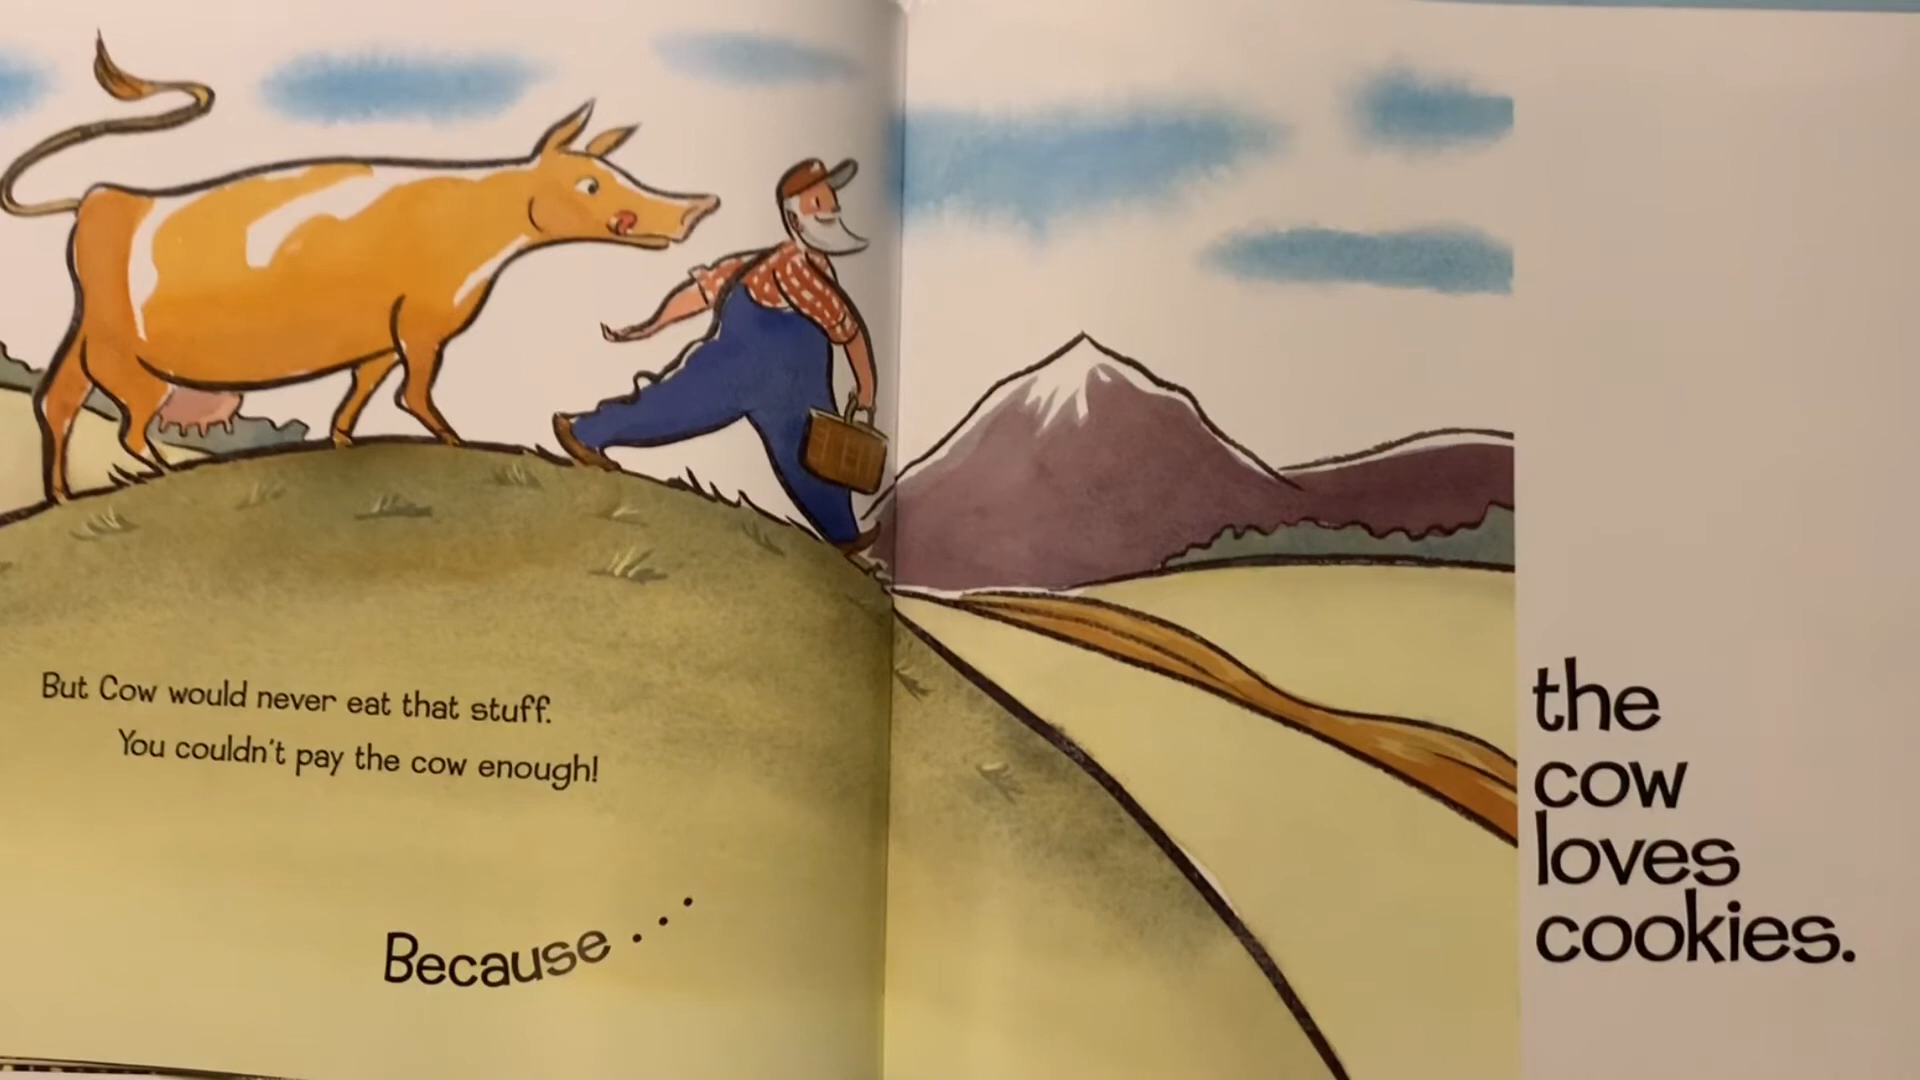 But Cow would never eat that stuff.
You couldn't pay the cow enough!
Because . . .
the
cow
loves
cookies.